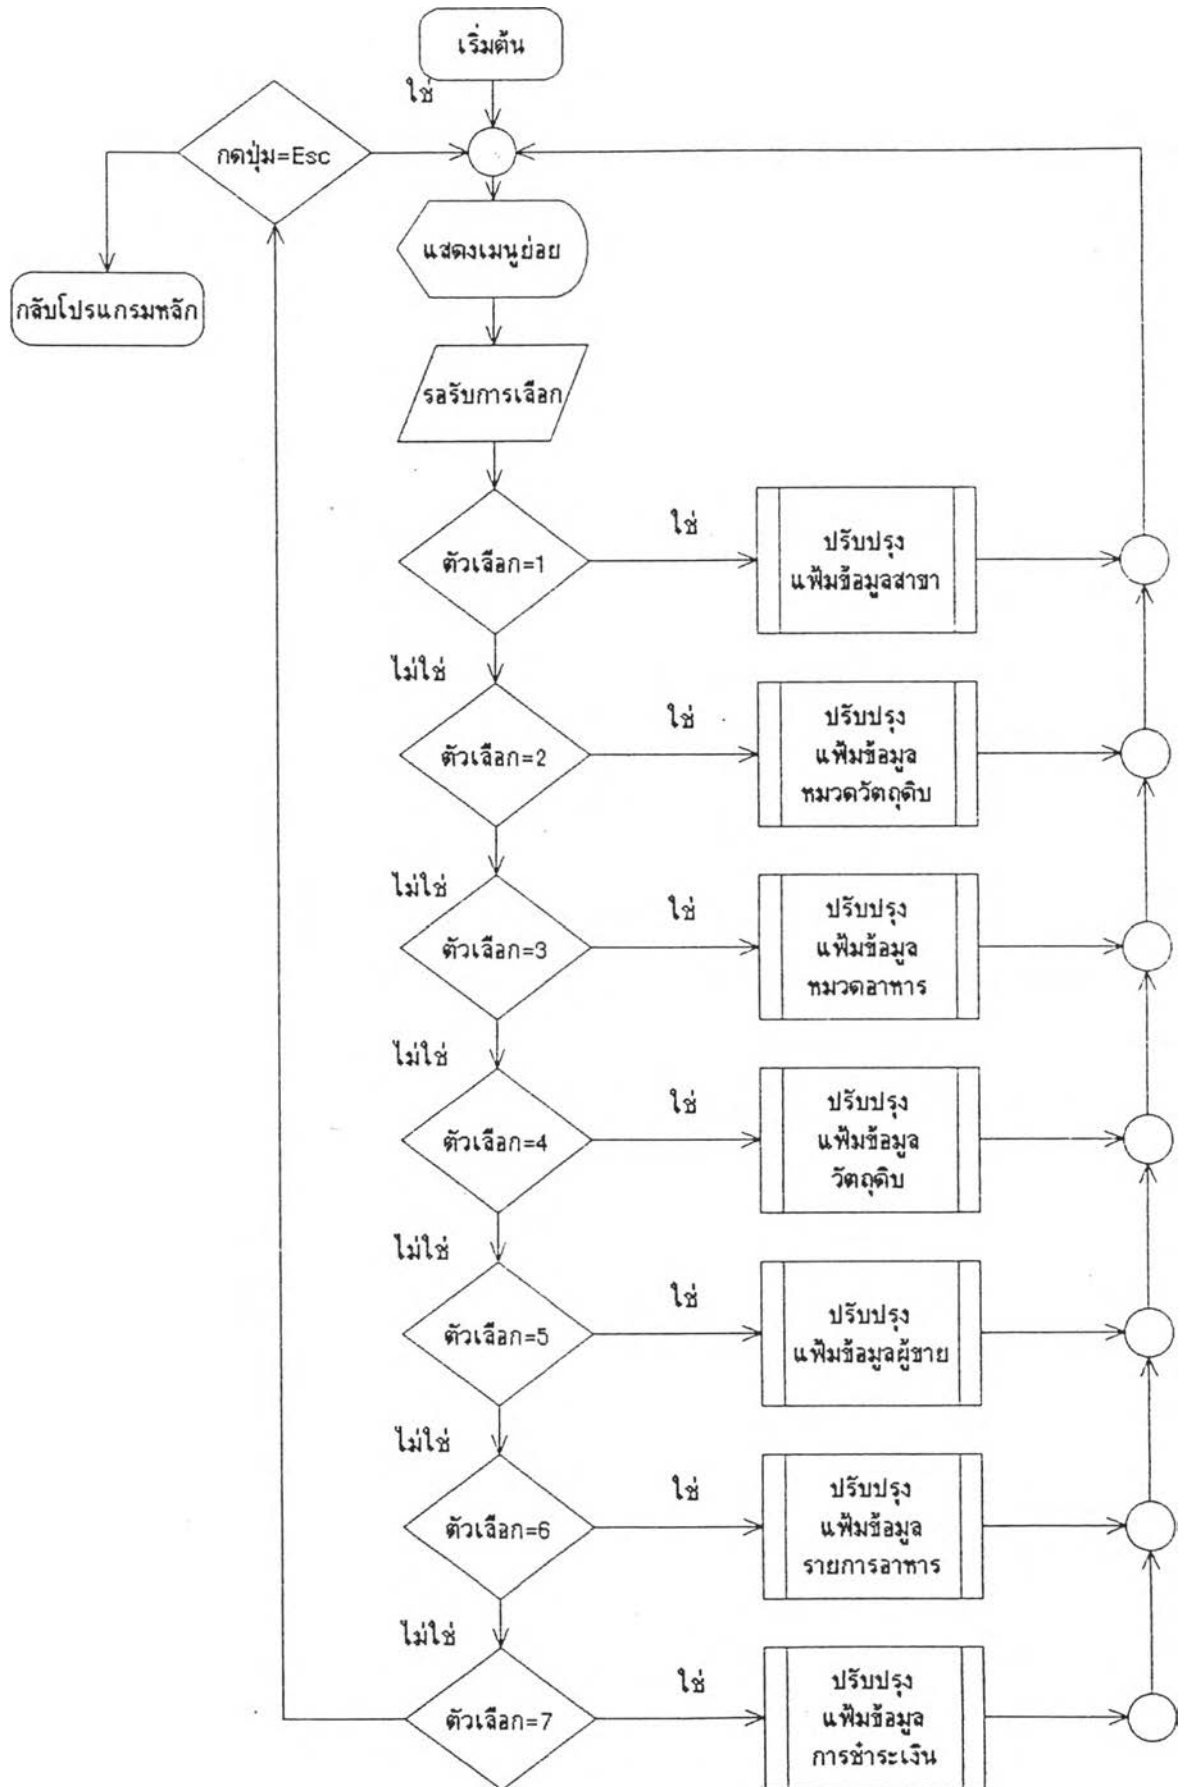 เริ่มต้น
ใช่
กดปุ่ม=Esc
แสดงเมนูย่อย
กลับโปรแกรมหลัก
รอรับการเลือก
ใช่
ตัวเลือก=1
ปรับปรุง
แฟ้มข้อมูลสาขา
ไม่ใช่
ใช่
ตัวเลือก=2
ปรับปรุง
แฟ้มข้อมูล
หมวดวัตถุดิบ
ไม่ใช่
ใช่
ตัวเลือก=3
ปรับปรุง
แฟ้มข้อมูล
หมวดอาหาร
ไม่ใช่
ใช่
ตัวเลือก=4
ปรับปรุง
แฟ้มข้อมูล
วัตถุดิบ
ไม่ใช่
ใช่
ตัวเลือก=5
ปรับปรุง
แฟ้มข้อมูลผู้ขาย
ไม่ใช่
ใช่
ตัวเลือก=6
ปรับปรุง
แฟ้มข้อมูล
รายการอาหาร
ไม่ใช่
ใช่
ตัวเลือก=7
ปรับปรุง
แฟ้มข้อมูล
การชำระเงิน